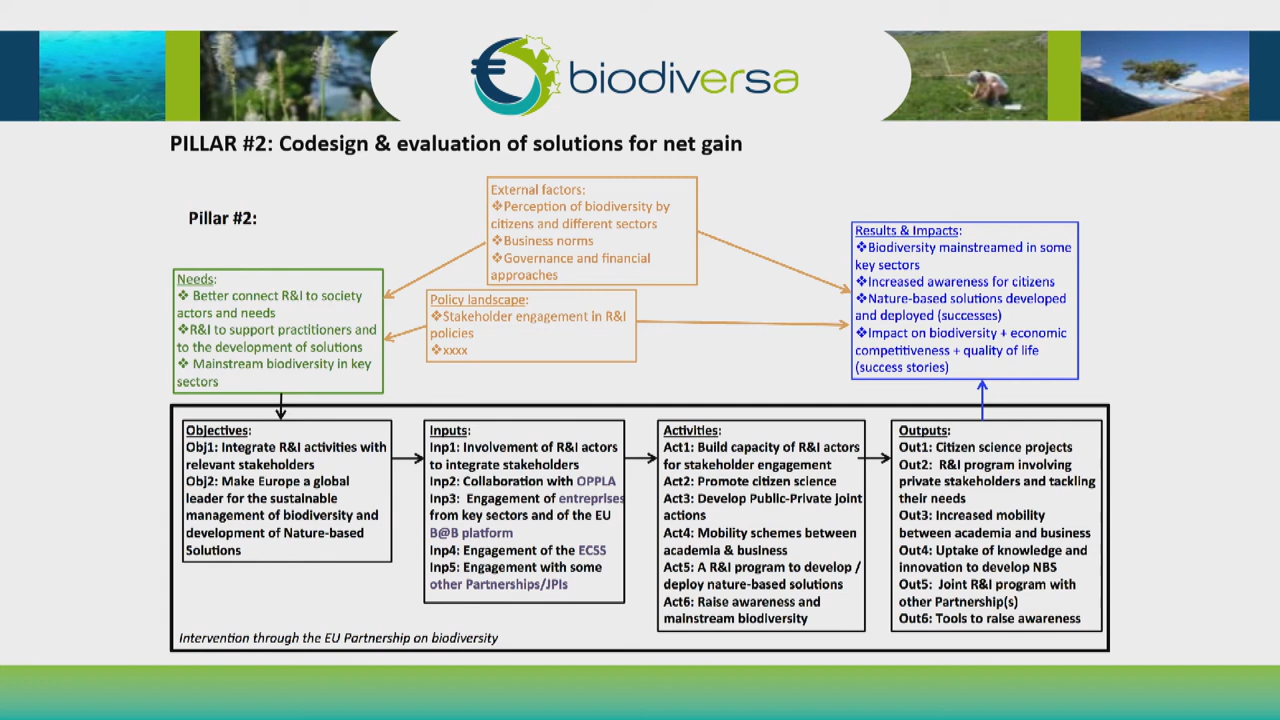 biodiversa
PILLAR #2: Codesign & evaluation of solutions for net gain
Pillar #2:
External factors:
❖Perception of biodiversity by
citizens and different sectors
❖Business norms
❖Governance and financial
approaches
Policy landscape:
❖Stakeholder engagement in R&I
policies
❖xxxx
Needs:
❖ Better connect R&I to society
actors and needs
❖R&I to support practitioners and
to the development of solutions
❖ Mainstream biodiversity in key
sectors
Results & Impacts:
❖Biodiversity mainstreamed in some
key sectors
❖Increased awareness for citizens
❖Nature-based solutions developed
and deployed (successes)
❖Impact on biodiversity + economic
competitiveness + quality of life
(success stories)
Objectives:
Obj1: Integrate R&I activities with
relevant stakeholders
Obj2: Make Europe a global
leader for the sustainable
management of biodiversity and
development of Nature-based
Solutions
Inputs:
Inp1: Involvement of R&I actors
to integrate stakeholders
Inp2: Collaboration with OPPLA
Inp3: Engagement of entreprises
from key sectors and of the EU
B@B platform
Inp4: Engagement of the ECSS
Inp5: Engagement with some
other Partnerships/JPIs
Activities:
Act1: Build capacity of R&I actors
for stakeholder engagement
Act2: Promote citizen science
Act3: Develop Public-Private joint
actions
Act4: Mobility schemes between
academia & business
Act5: A R&I program to develop /
deploy nature-based solutions
Act6: Raise awareness and
mainstream biodiversity
Outputs:
Out1: Citizen science projects
Out2: R&I program involving
private stakeholders and tackling
their needs
Out3: Increased mobility
between academia and business
Out4: Uptake of knowledge and
innovation to develop NBS
Out5: Joint R&I program with
other Partnership(s)
Out6: Tools to raise awareness
Intervention through the EU Partnership on biodiversity